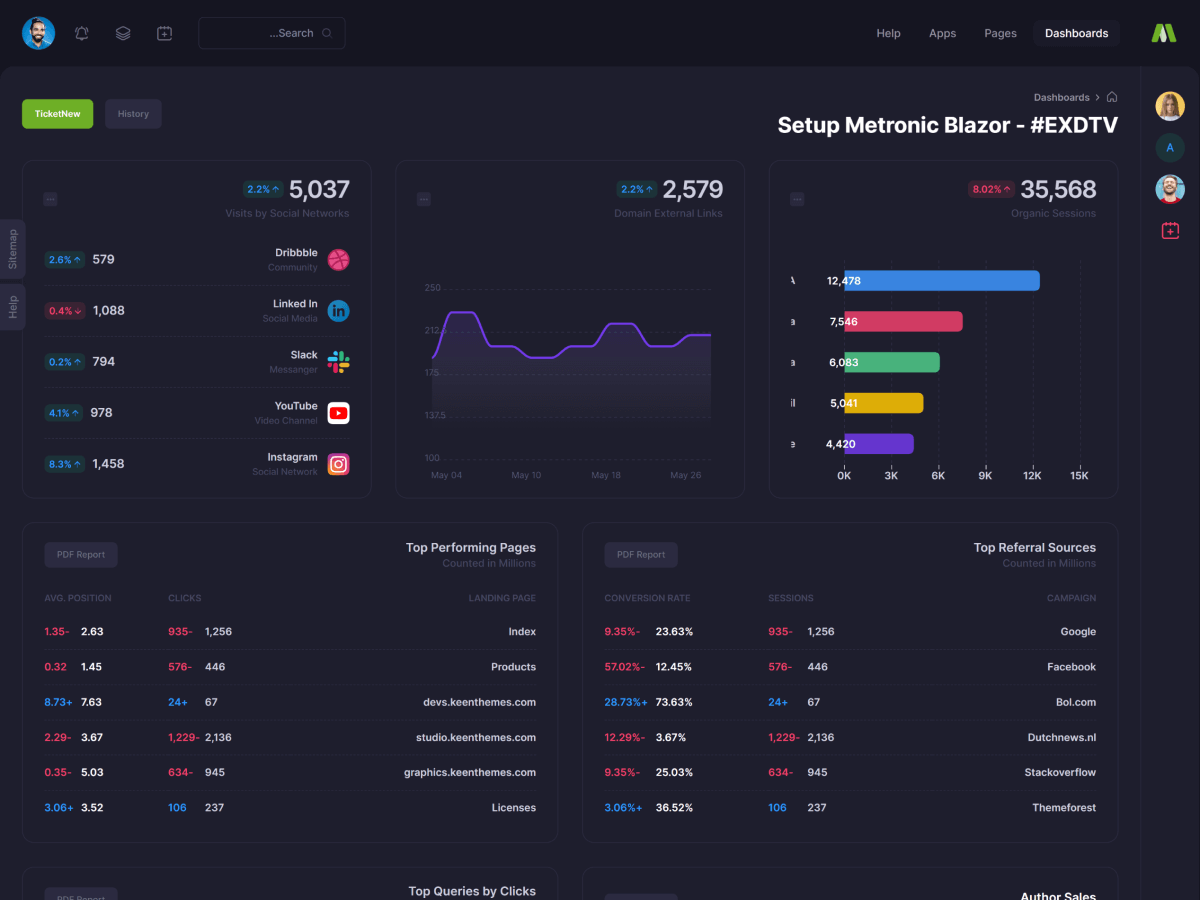 ...Search
Help
Apps
Pages
Dashboards
TicketNew
History
Dashboards
Setup Metronic Blazor - #EXDTV
A
Sitemap
Help
2.2% ↑ 5,037
Visits by Social Networks
2.6% ↑ 579
Dribbble
Community
0.4% ↓ 1,088
Linked In
Social Media
0.2% ↑ 794
Slack
Messanger
4.1% ↑ 978
YouTube
Video Channel
8.3% ↑ 1,458
Instagram
Social Network
2.2% ↑ 2,579
Domain External Links
250
212.5
175
137.5
100
May 04 May 10 May 18 May 26
8.02% ↑ 35,568
Organic Sessions
12,478
7,546
6,083
5,041
4,420
0K 3K 6K 9K 12K 15K
PDF Report
Top Performing Pages
Counted in Millions
AVG. POSITION CLICKS LANDING PAGE
1.35- 2.63 935- 1,256 Index
0.32 1.45 576- 446 Products
8.73+ 7.63 24+ 67 devs.keenthemes.com
2.29- 3.67 1,229- 2,136 studio.keenthemes.com
0.35- 5.03 634- 945 graphics.keenthemes.com
3.06+ 3.52 106 237 Licenses
PDF Report
Top Referral Sources
Counted in Millions
CONVERSION RATE SESSIONS CAMPAIGN
9.35%- 23.63% 935- 1,256 Google
57.02%- 12.45% 576- 446 Facebook
28.73%+ 73.63% 24+ 67 Bol.com
12.29%- 3.67% 1,229- 2,136 Dutchnews.nl
9.35%- 25.03% 634- 945 Stackoverflow
3.06%+ 36.52% 106 237 Themeforest
PDF Report
Top Queries by Clicks
Author Sales